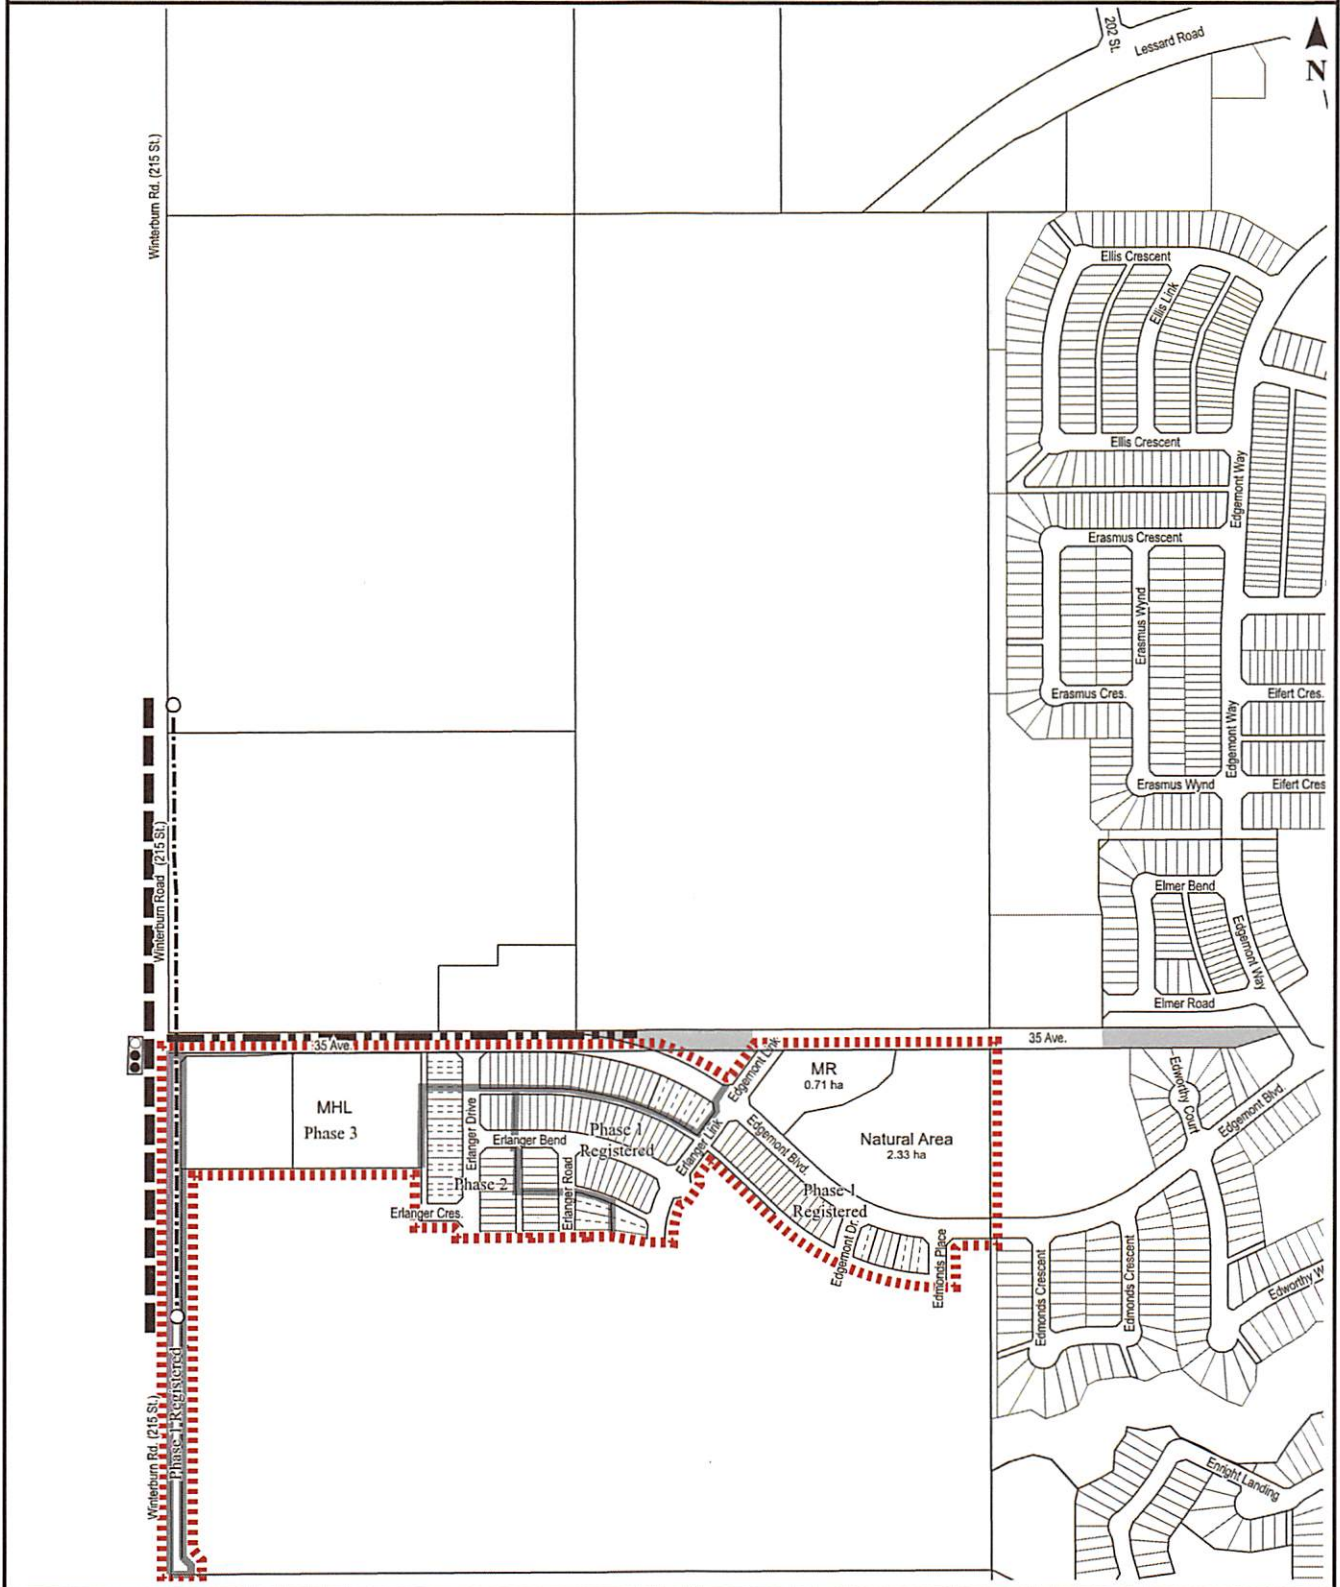 202 St.
Lessard Road
N
Winterburn Rd. (215 St.)
Ellis Crescent
Ellis Link
Ellis Crescent
Edgemont Way
Erasmus Crescent
Erasmus Wynd
Erasmus Cres.
Eifert Cres.
Edgemont Way
Erasmus Wynd
Eifert Cres
Winterburn Road (215 St.)
Elmer Bend
Edgemont Way
Elmer Road
35 Ave.
35 Ave.
Edgemont Link
MR
0.71 ha
Edworthy Court
Edgemont Blvd.
MHL
Phase 3
Erlanger Drive
Erlanger Bend
Phase 1
Registered
Erlanger Link
Edgemont Blvd.
Natural Area
2.33 ha
Phase 2
Erlanger Road
Erlanger Cres.
Phase 1
Registered
Edgemont Dr.
Edmonds Place
Edmonds Crescent
Edmonds Crescent
Edworthy W
Winterburn Rd. (215 St.)
Phase 1 Registered
Enright Landing